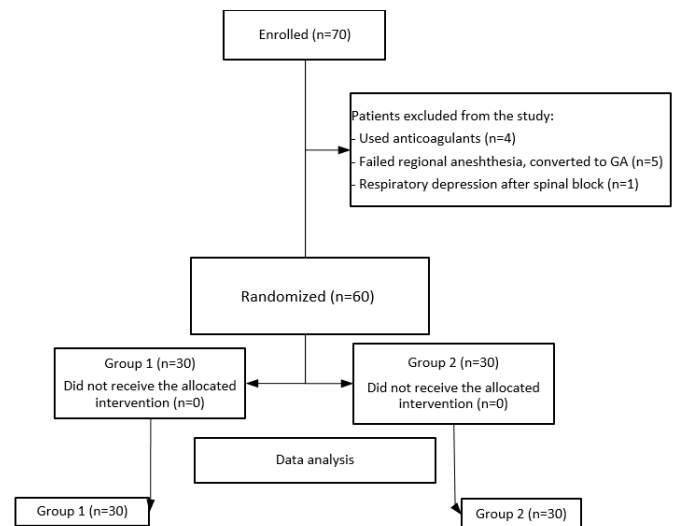 Enrolled (n=70)
Patients excluded from the study:
- Used anticoagulants (n=4)
- Failed regional aneshthesia, converted to GA (n=5)
- Respiratory depression after spinal block (n=1)
Randomized (n=60)
Group 1 (n=30)
Did not receive the allocated
intervention (n=0)
Group 2 (n=30)
Did not receive the allocated
intervention (n=0)
Data analysis
Group 1 (n=30)
Group 2 (n=30)